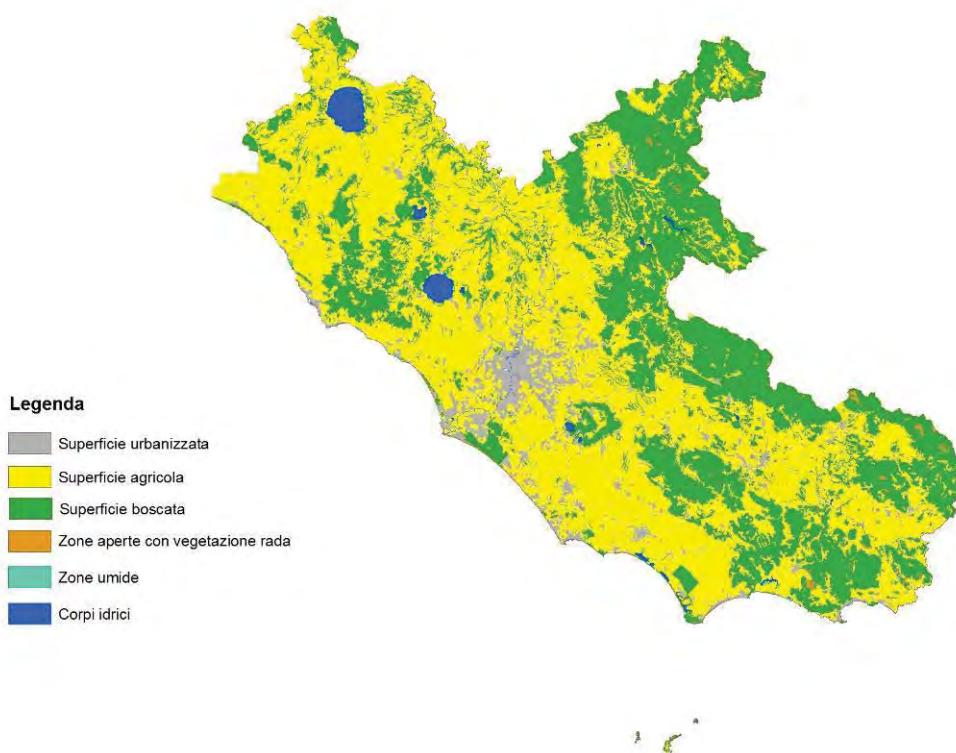 Legenda
Superficie urbanizzata
Superficie agricola
Superficie boscata
Zone aperte con vegetazione rada
Zone umide
Corpi idrici